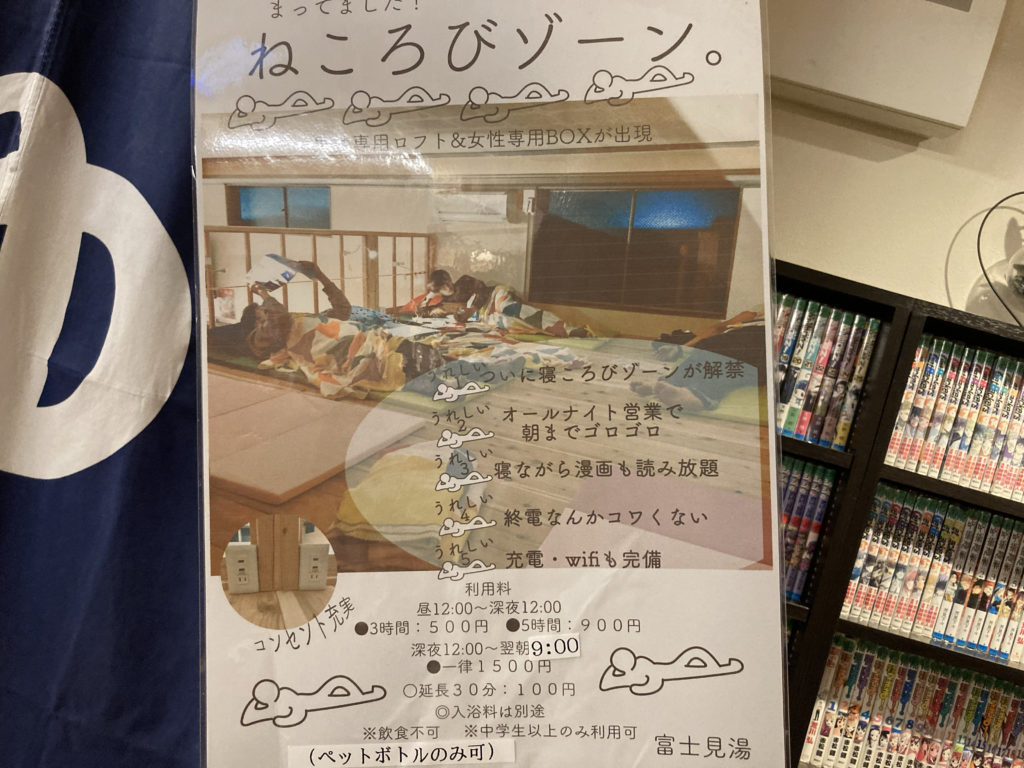 まってました！
ねころびゾーン。
専用ロフト&女性専用BOXが出現
うれしい
ついに寝ころびゾーンが解禁
うれしい
2
オールナイト営業で
朝までゴロゴロ
うれしい
3
寝ながら漫画も読み放題
うれしい
4
終電なんかコワくない
うれしい
5
充電・wifiも完備
コンセント充実
利用料
昼12:00〜深夜12:00
●3時間：500円 ●5時間：900円
深夜12:00〜翌朝9:00
●一律1500円
○延長30分：100円
◎入浴料は別途
※飲食不可 ※中学生以上のみ利用可
(ペットボトルのみ可)
富士見湯